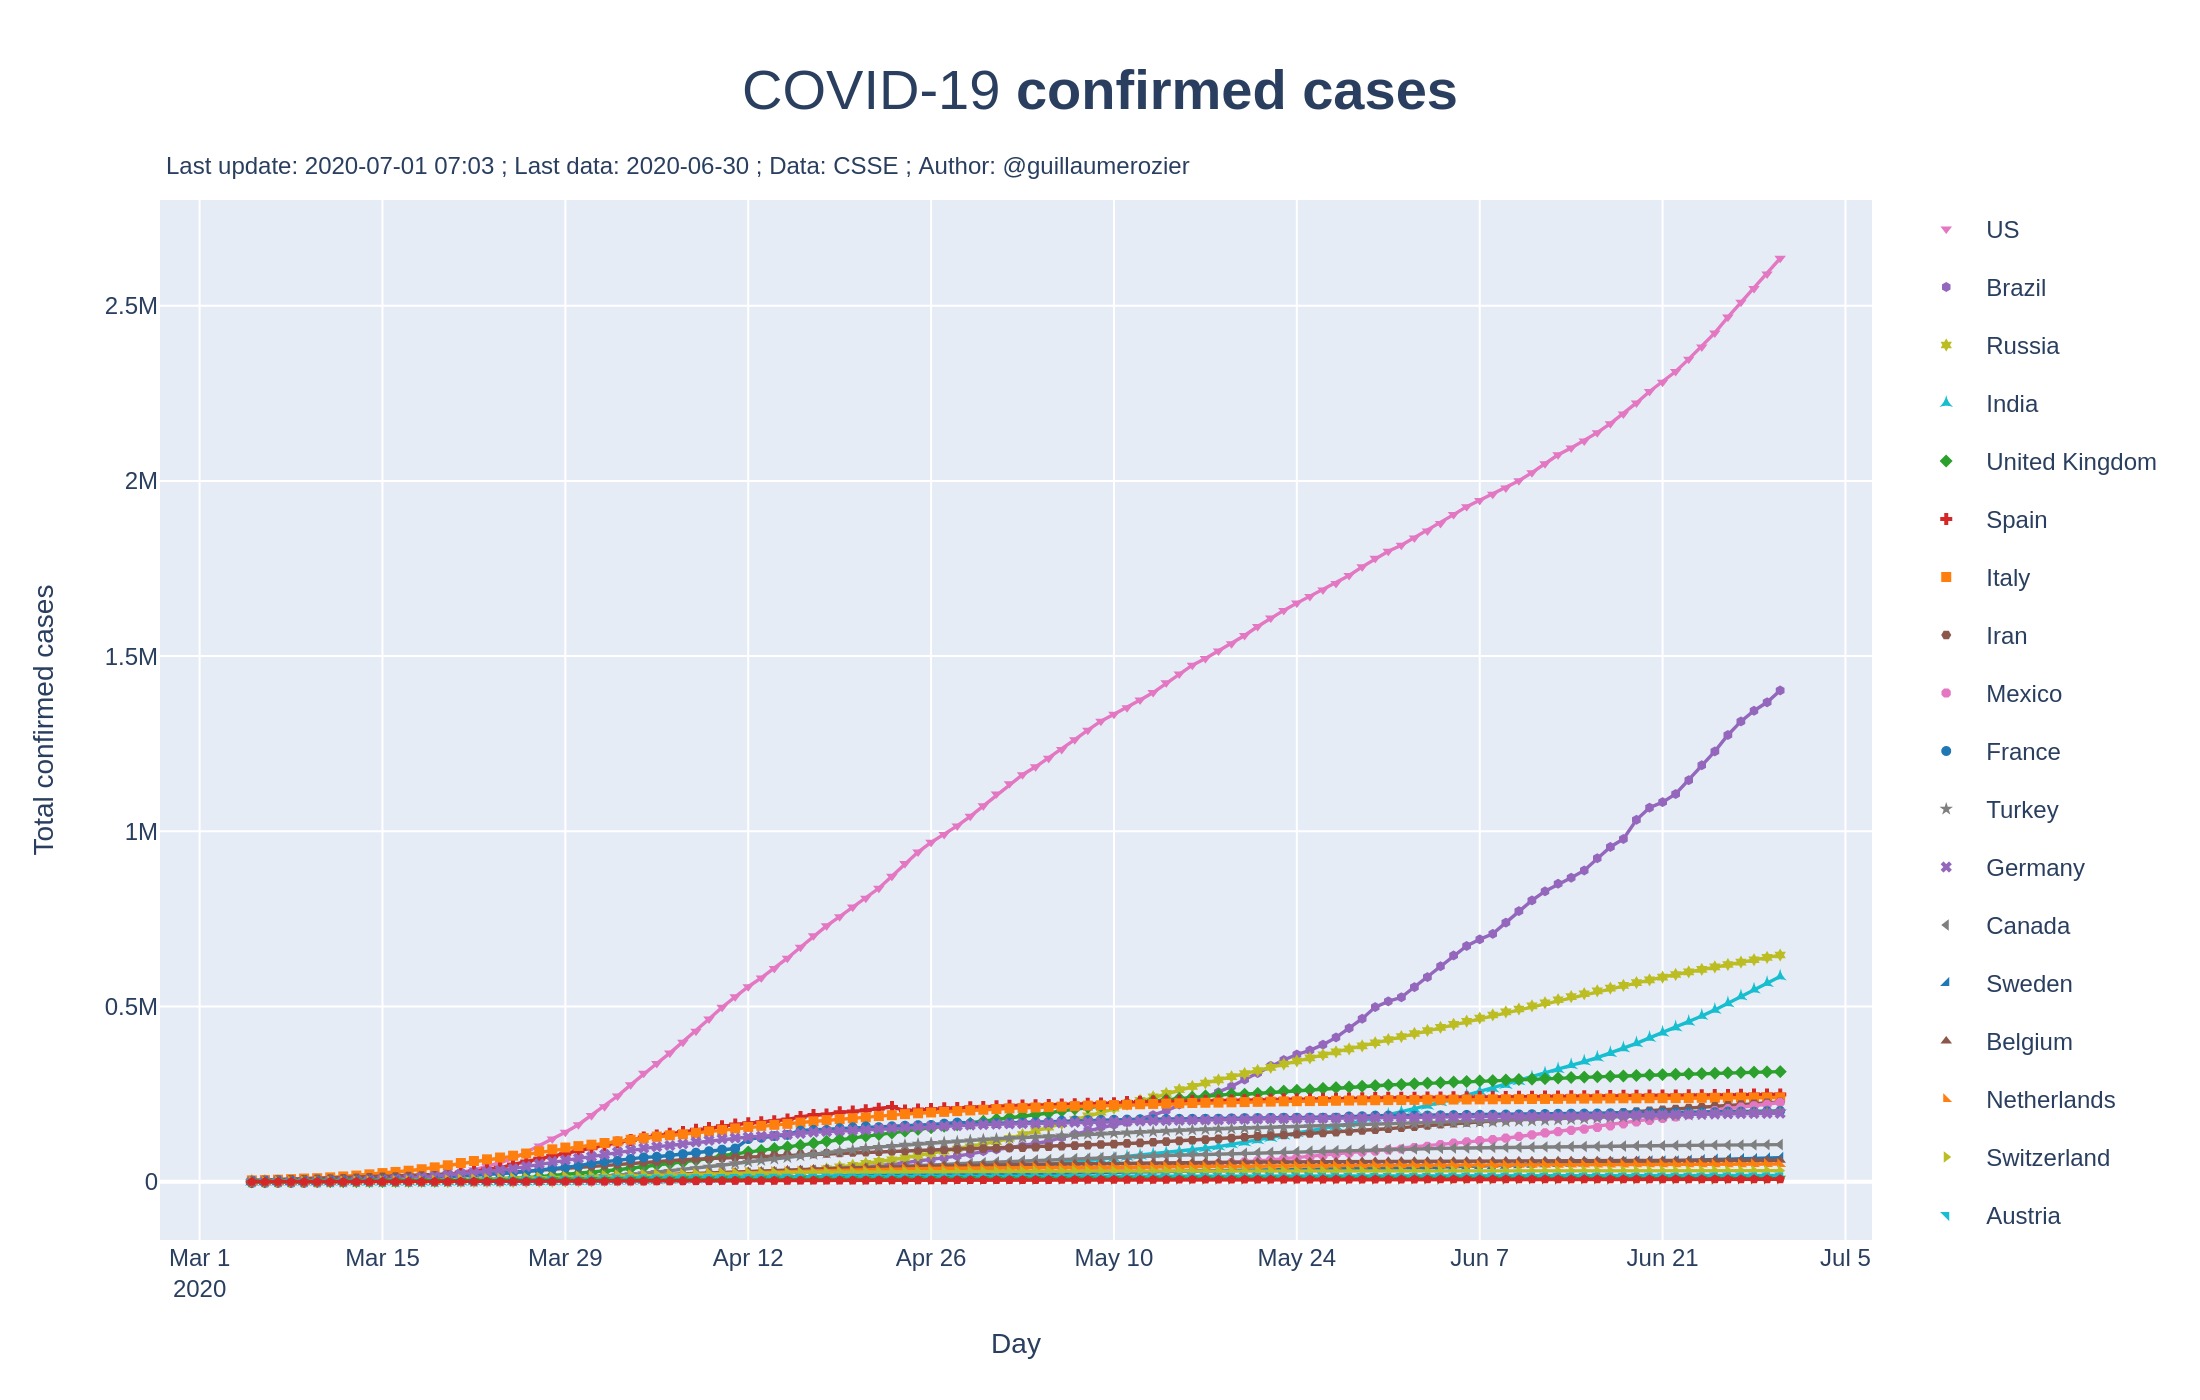 COVID-19 confirmed cases
Last update: 2020-07-01 07:03 ; Last data: 2020-06-30 ; Data: CSSE ; Author: @guillaumerozier
Total confirmed cases
2.5M
2M
1.5M
1M
0.5M
0
Mar 1
2020
Mar 15
Mar 29
Apr 12
Apr 26
May 10
May 24
Jun 7
Jun 21
Jul 5
Day
US
Brazil
Russia
India
United Kingdom
Spain
Italy
Iran
Mexico
France
Turkey
Germany
Canada
Sweden
Belgium
Netherlands
Switzerland
Austria